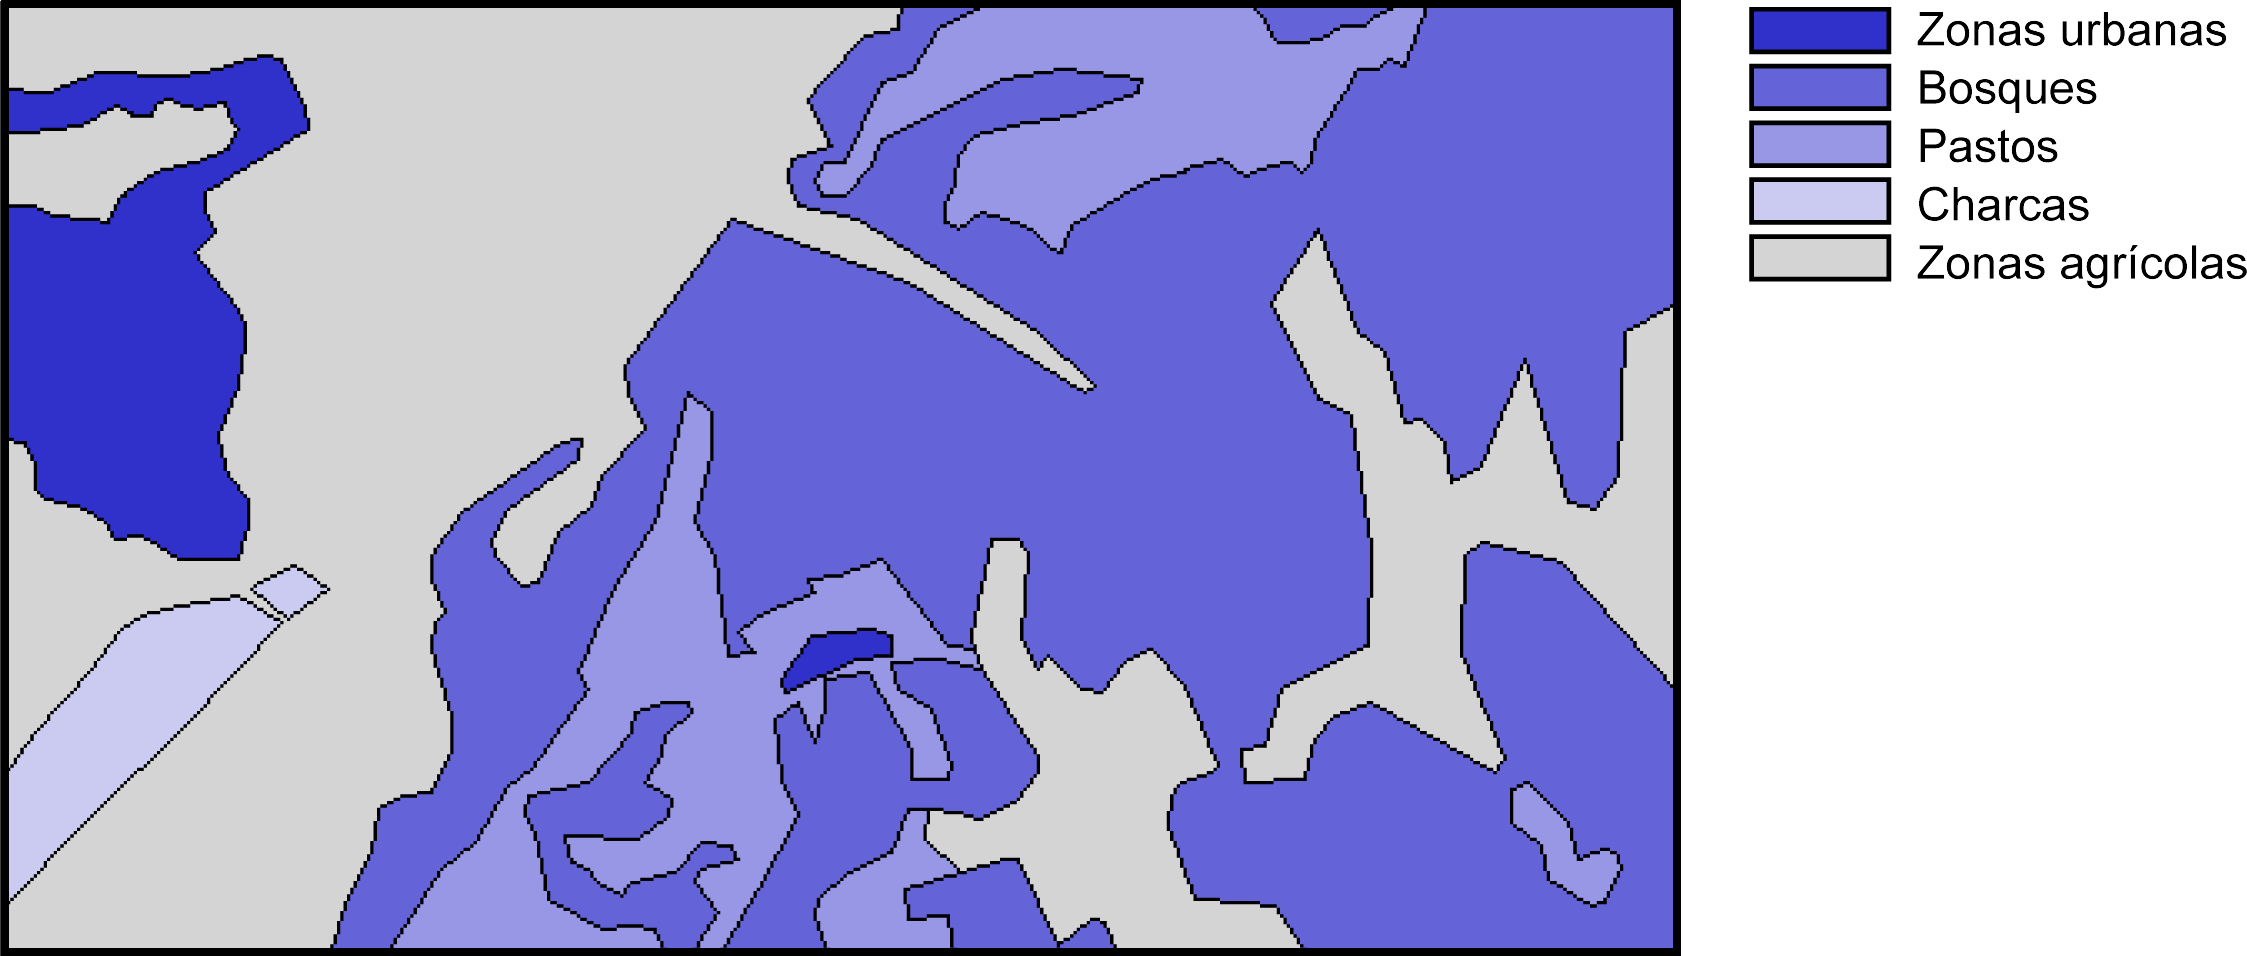 Zonas urbanas
Bosques
Pastos
Charcas
Zonas agrícolas